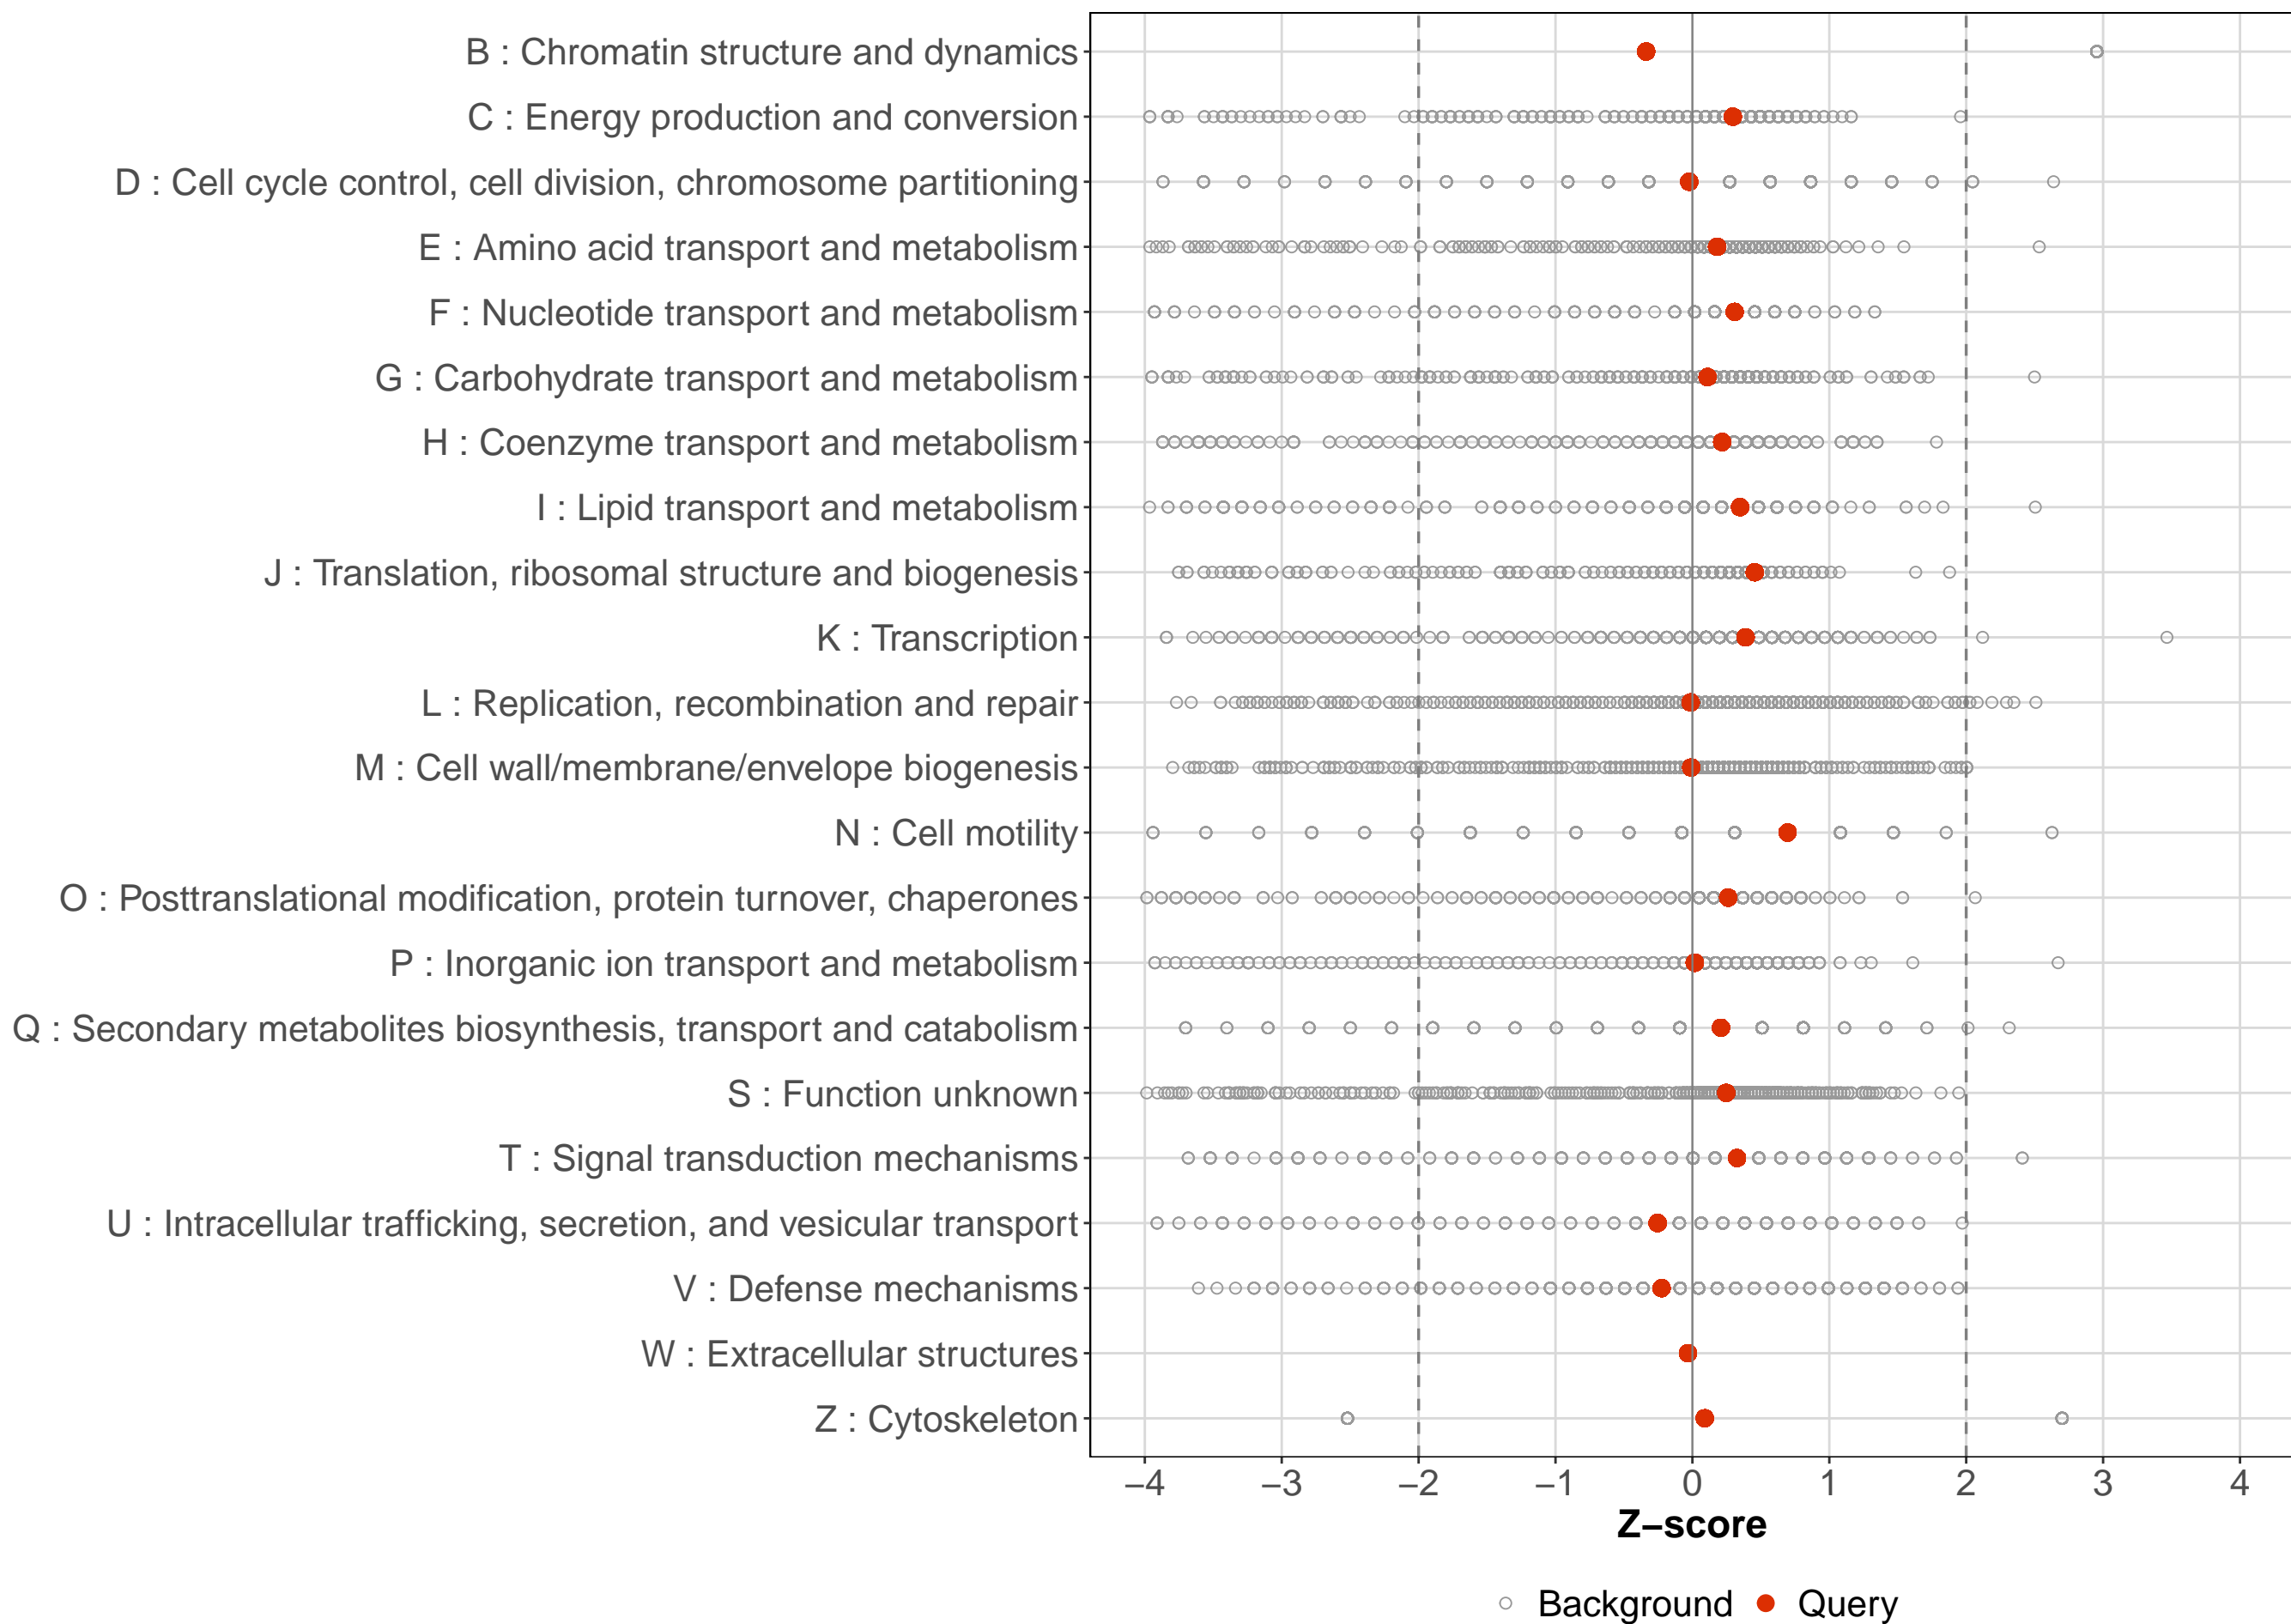 B : Chromatin structure and dynamics
C : Energy production and conversion
D : Cell cycle control, cell division, chromosome partitioning
E : Amino acid transport and metabolism
F : Nucleotide transport and metabolism
G : Carbohydrate transport and metabolism
H : Coenzyme transport and metabolism
I : Lipid transport and metabolism
J : Translation, ribosomal structure and biogenesis
K : Transcription
L : Replication, recombination and repair
M : Cell wall/membrane/envelope biogenesis
N : Cell motility
O : Posttranslational modification, protein turnover, chaperones
P : Inorganic ion transport and metabolism
Q : Secondary metabolites biosynthesis, transport and catabolism
S : Function unknown
T : Signal transduction mechanisms
U : Intracellular trafficking, secretion, and vesicular transport
V : Defense mechanisms
W : Extracellular structures
Z : Cytoskeleton
−4 −3 −2 −1 0 1 2 3 4
Z−score
Background Query